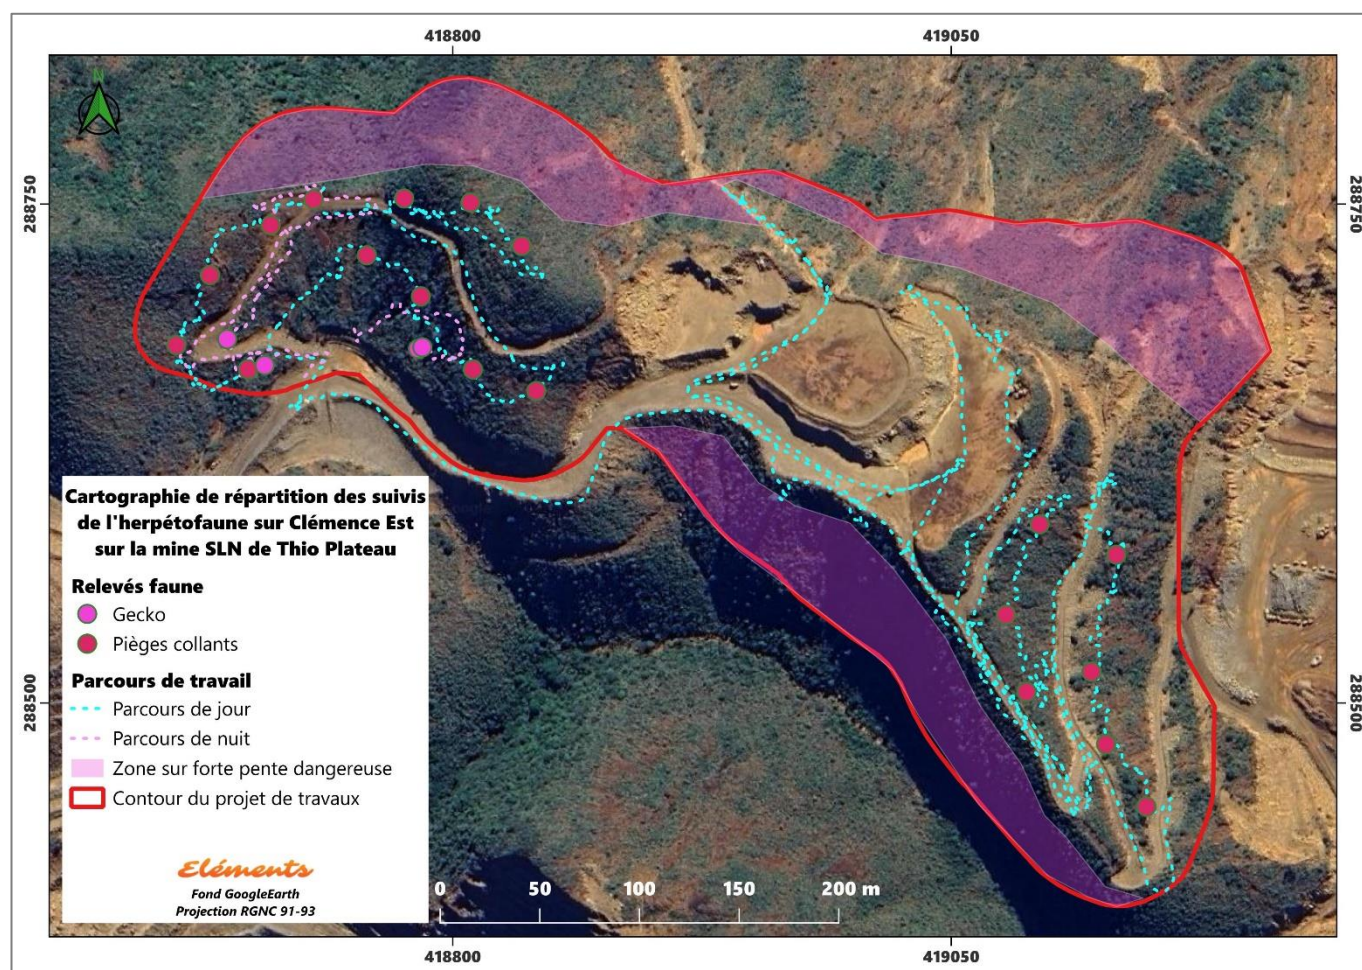 418800 419050
N
288750 288750
Cartographie de répartition des suivis
de l'herpétofaune sur Clémence Est
sur la mine SLN de Thio Plateau
Relevés faune
Gecko
Pièges collants
Parcours de travail
Parcours de jour
Parcours de nuit
Zone sur forte pente dangereuse
Contour du projet de travaux
288500 288500
Eléments
Fond GoogleEarth
Projection RGNC 91-93
0 50 100 150 200 m
418800 419050